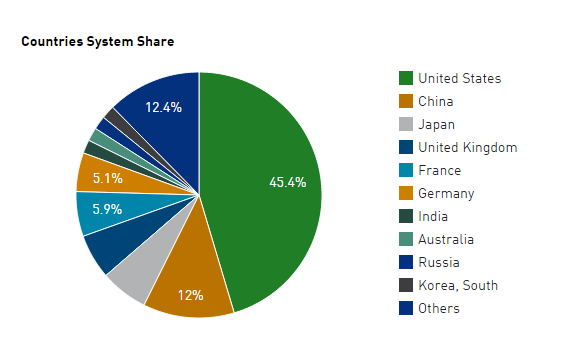 Countries System Share
12.4%
45.4%
5.1%
5.9%
12%
United States
China
Japan
United Kingdom
France
Germany
India
Australia
Russia
Korea, South
Others